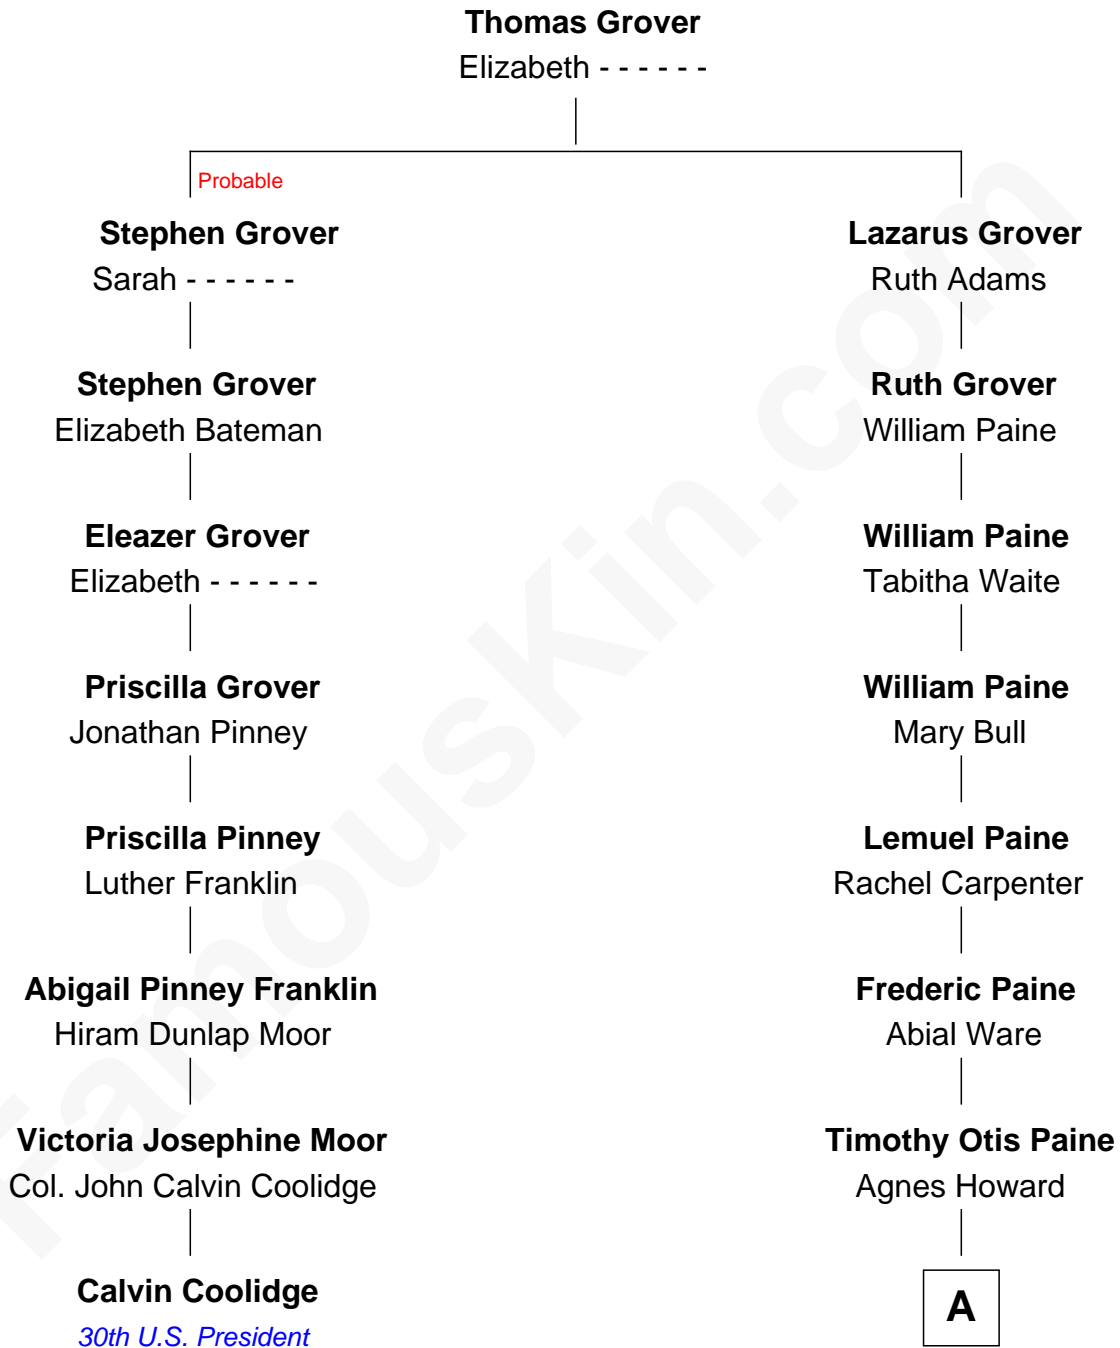 Thomas Grover
Elizabeth - - - - - -
Probable
Stephen Grover
Sarah - - - - - -
Lazarus Grover
Ruth Adams
Stephen Grover
Elizabeth Bateman
Ruth Grover
William Paine
Eleazer Grover
Elizabeth - - - - - -
William Paine
Tabitha Waite
Priscilla Grover
Jonathan Pinney
William Paine
Mary Bull
Priscilla Pinney
Luther Franklin
Lemuel Paine
Rachel Carpenter
Abigail Pinney Franklin
Hiram Dunlap Moor
Frederic Paine
Abial Ware
Victoria Josephine Moor
Col. John Calvin Coolidge
Timothy Otis Paine
Agnes Howard
Calvin Coolidge
30th U.S. President
A
FamousKin.com